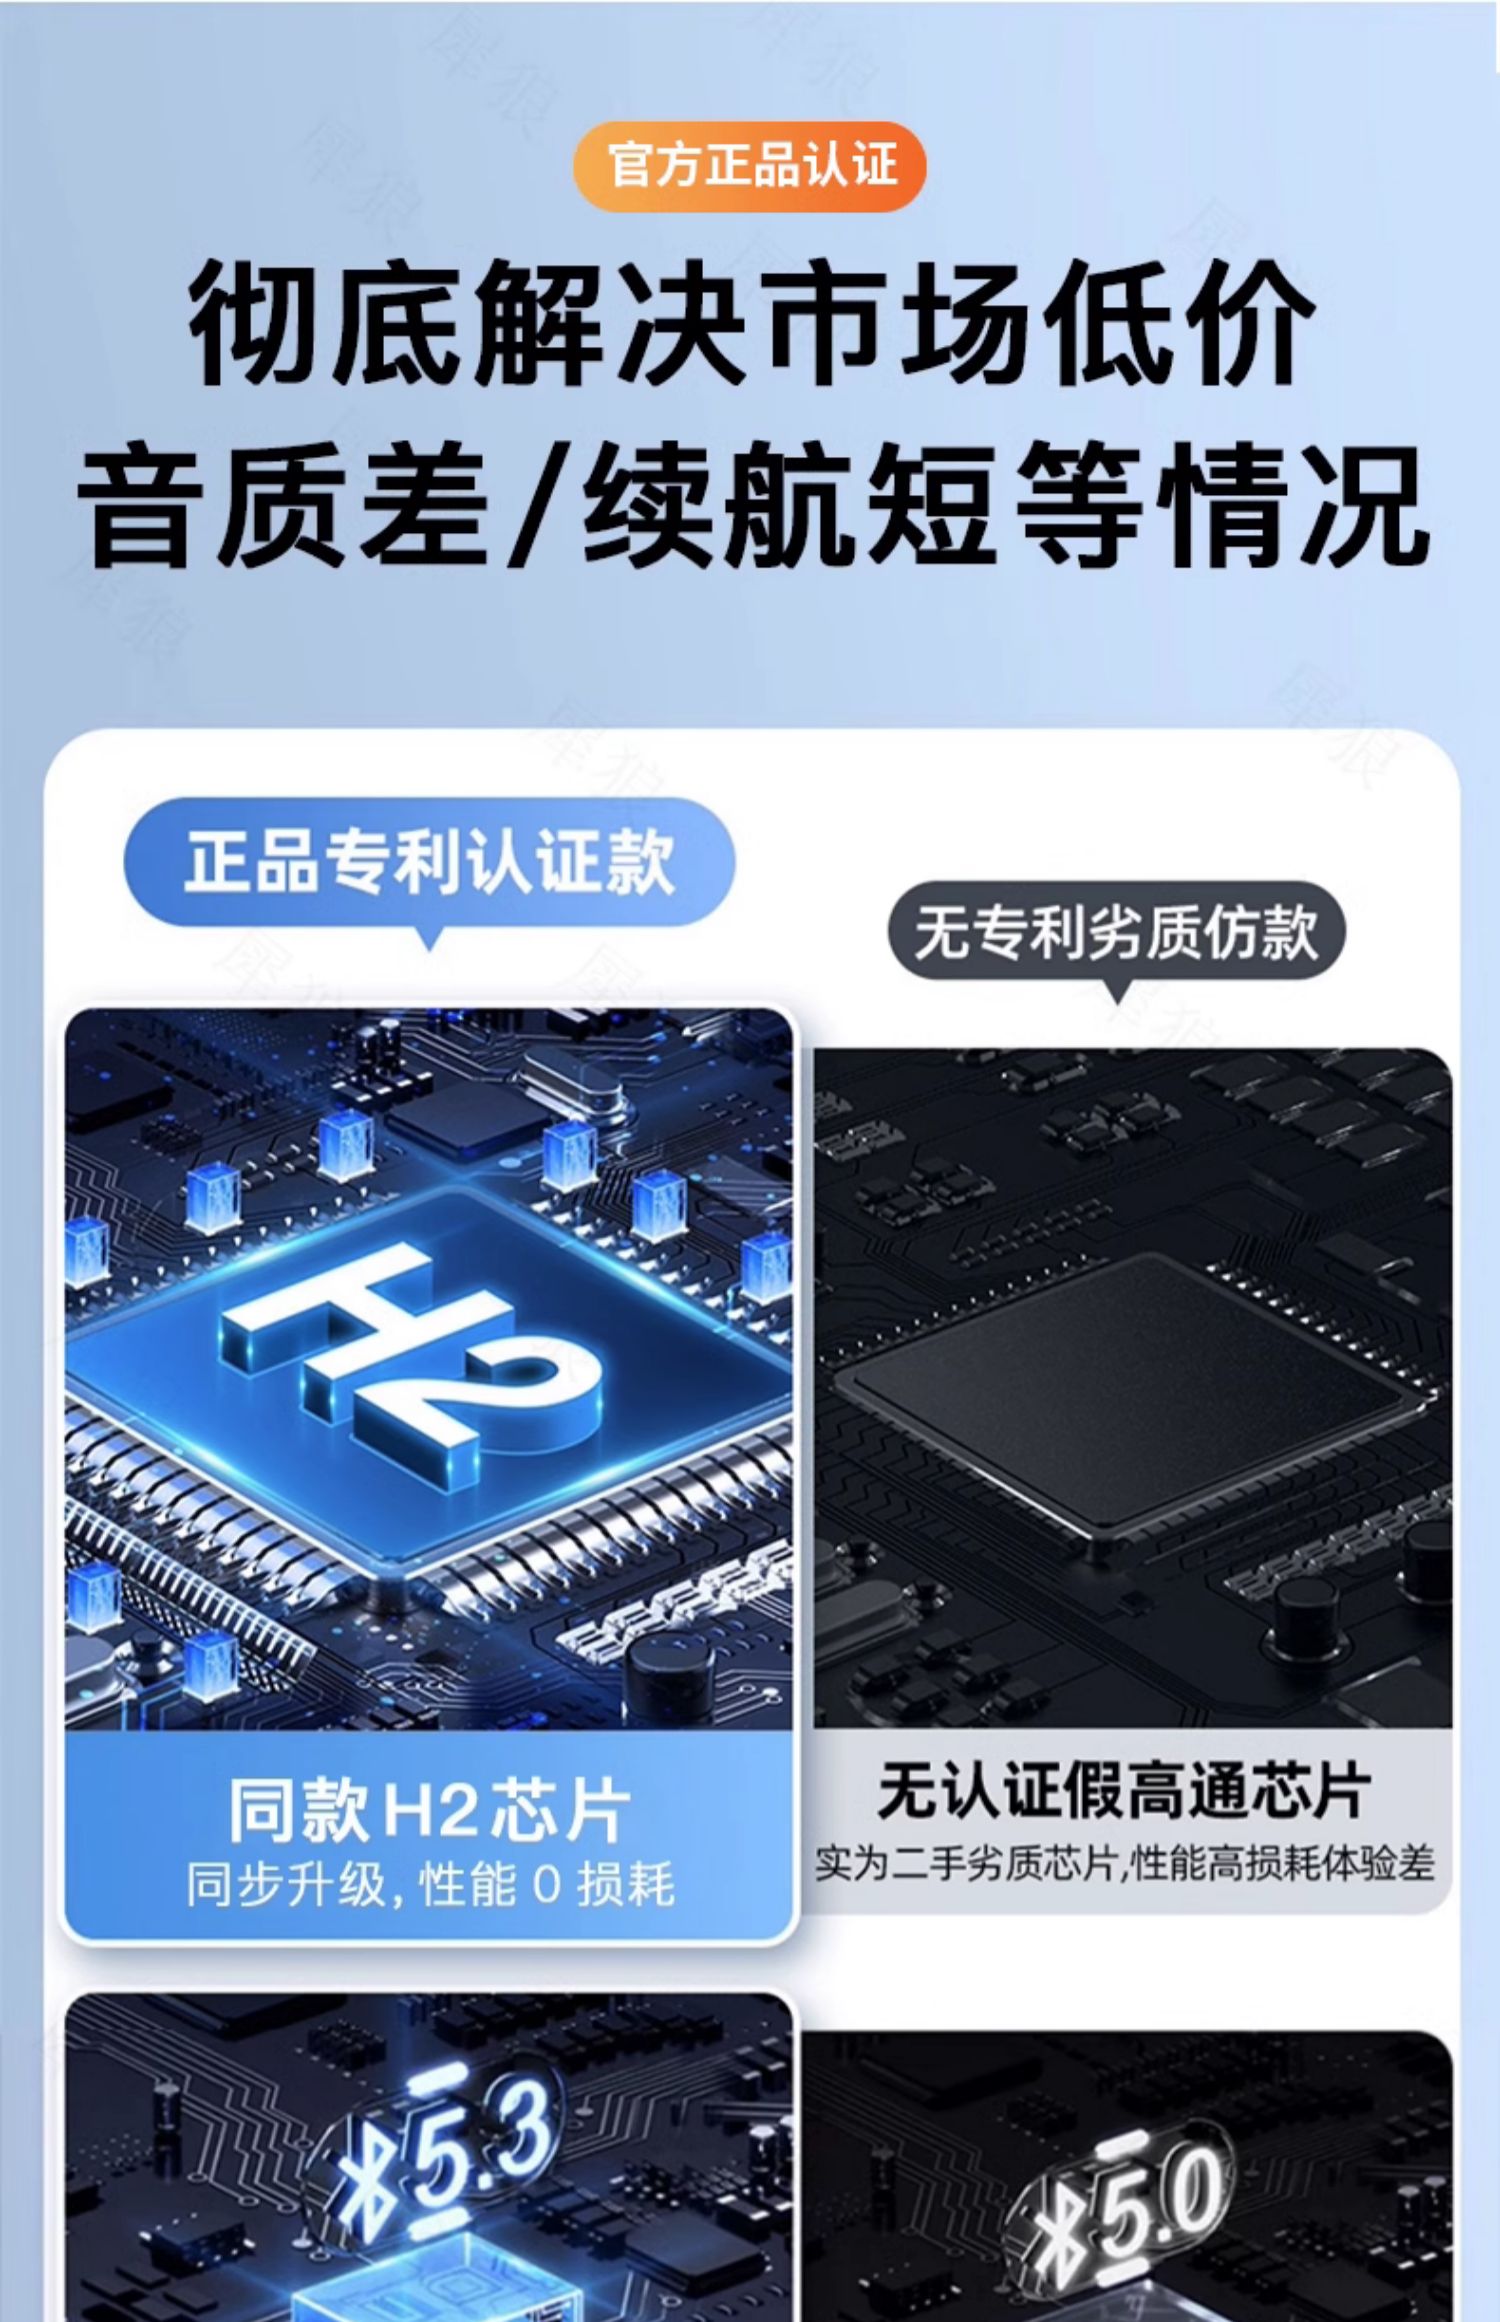 官方正品认证
彻底解决市场低价
音质差/续航短等情况
正品专利认证款
无专利劣质仿款
H2
同款H2芯片
同步升级,性能0损耗
无认证假高通芯片
实为二手劣质芯片,性能高损耗体验差
5.3
5.0
犀狼